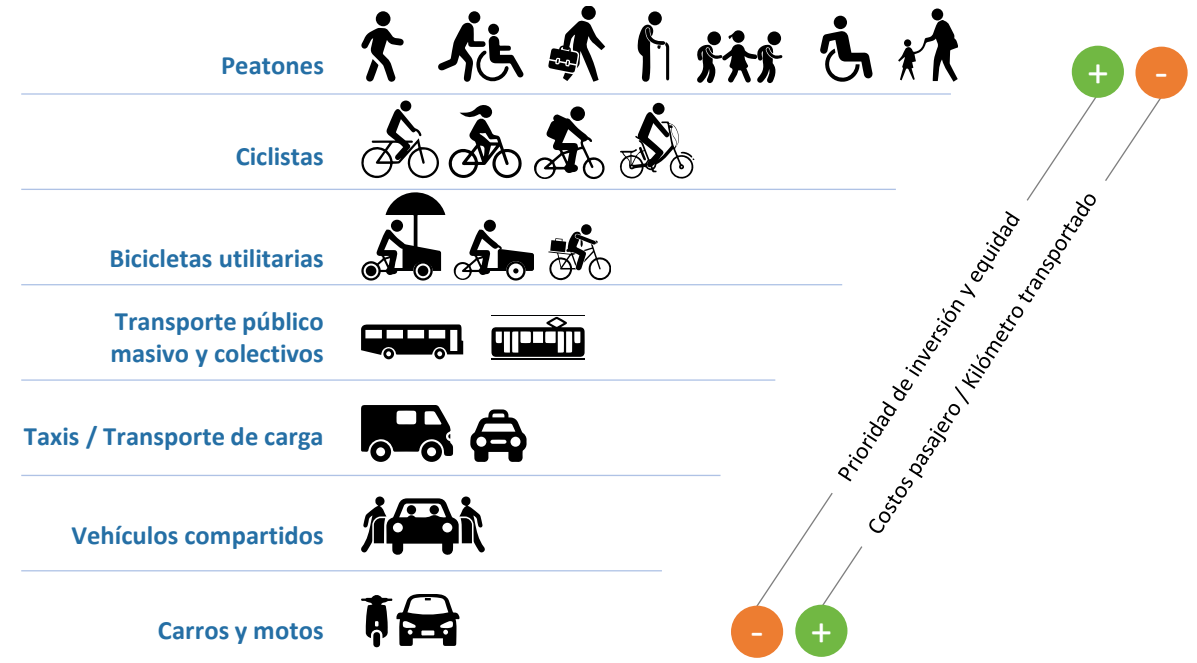 Peatones
+ -
Ciclistas
Bicicletas utilitarias
Transporte público
masivo y colectivos
Taxis / Transporte de carga
Vehículos compartidos
Carros y motos
Prioridad de inversión y equidad
Costos pasajero / Kilómetro transportado
- +